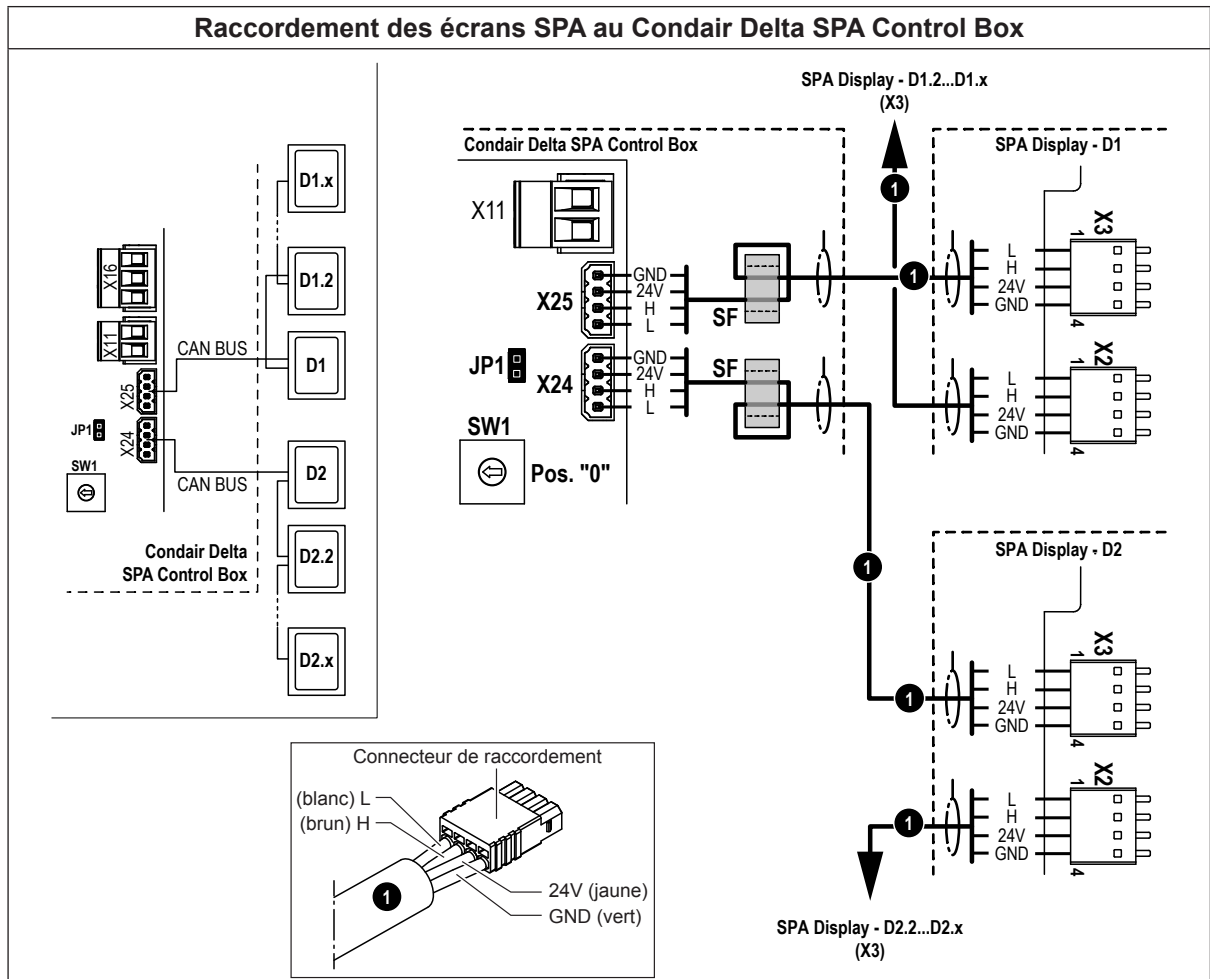 Raccordement des écrans SPA au Condair Delta SPA Control Box
D1.x
D1.2
D1
D2
D2.2
D2.x
X16
X11
X25
JP1
X24
SW1
CAN BUS
CAN BUS
Condair Delta
SPA Control Box
Condair Delta SPA Control Box
X11
X25
GND
24V
H
L
SF
JP1
X24
GND
24V
H
L
SF
SW1
Pos. "0"
SPA Display - D1.2...D1.x
(X3)
1
1
SPA Display - D1
L
H
24V
GND
1
X3
4
L
H
24V
GND
1
X2
4
1
SPA Display - D2
1
L
H
24V
GND
1
X3
4
1
L
H
24V
GND
1
X2
4
SPA Display - D2.2...D2.x
(X3)
Connecteur de raccordement
(blanc) L
(brun) H
1
24V (jaune)
GND (vert)